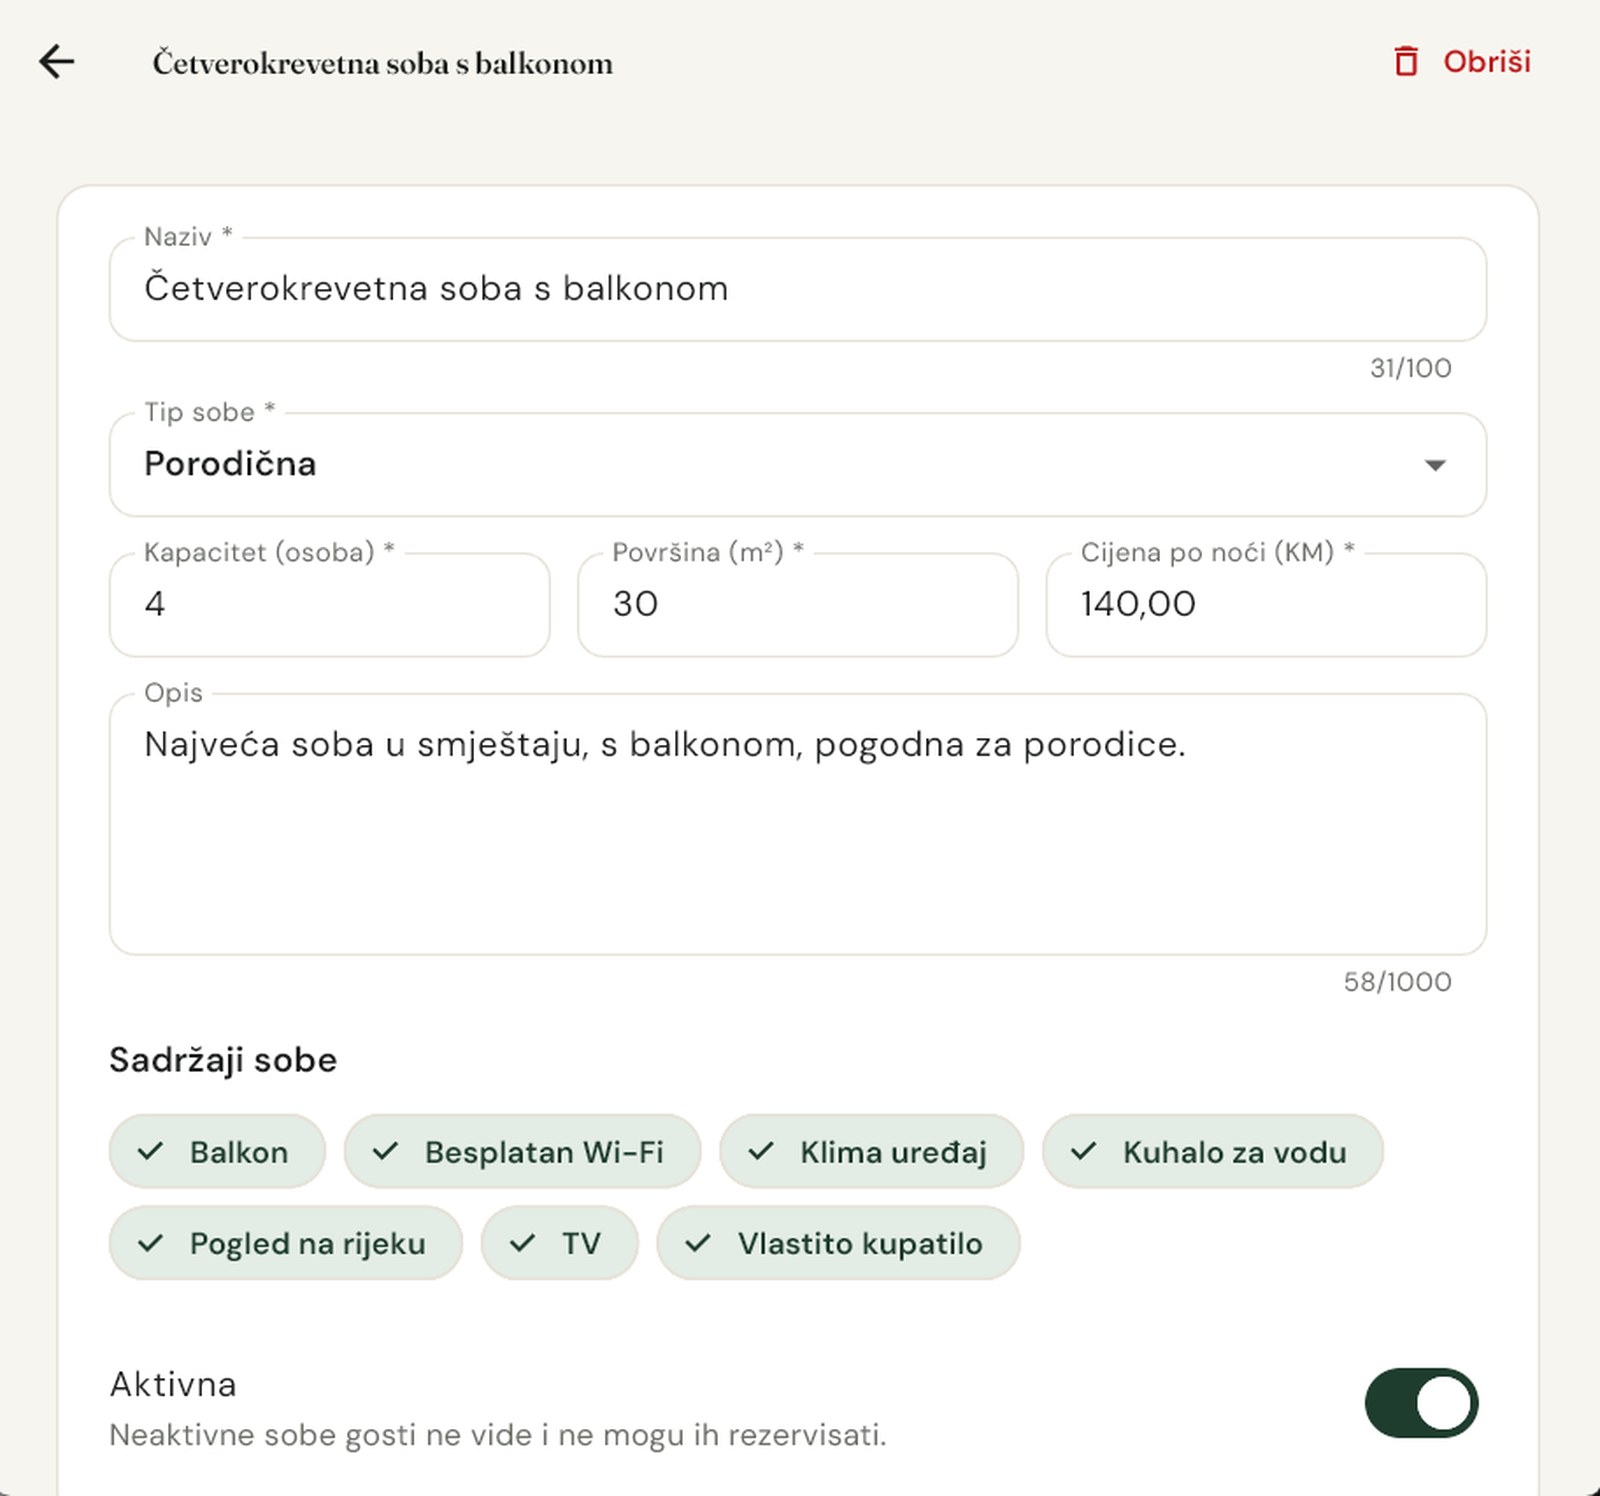 Četverokrevetna soba s balkonom
Obriši
Naziv *
Četverokrevetna soba s balkonom
31/100
Tip sobe *
Porodična
Kapacitet (osoba) *
Površina (m²) *
Cijena po noći (KM) *
4
30
140,00
Opis
Najveća soba u smještaju, s balkonom, pogodna za porodice.
58/1000
Sadržaji sobe
Balkon
Besplatan Wi-Fi
Klima uređaj
Kuhalo za vodu
Pogled na rijeku
TV
Vlastito kupatilo
Aktivna
Neaktivne sobe gosti ne vide i ne mogu ih rezervisati.